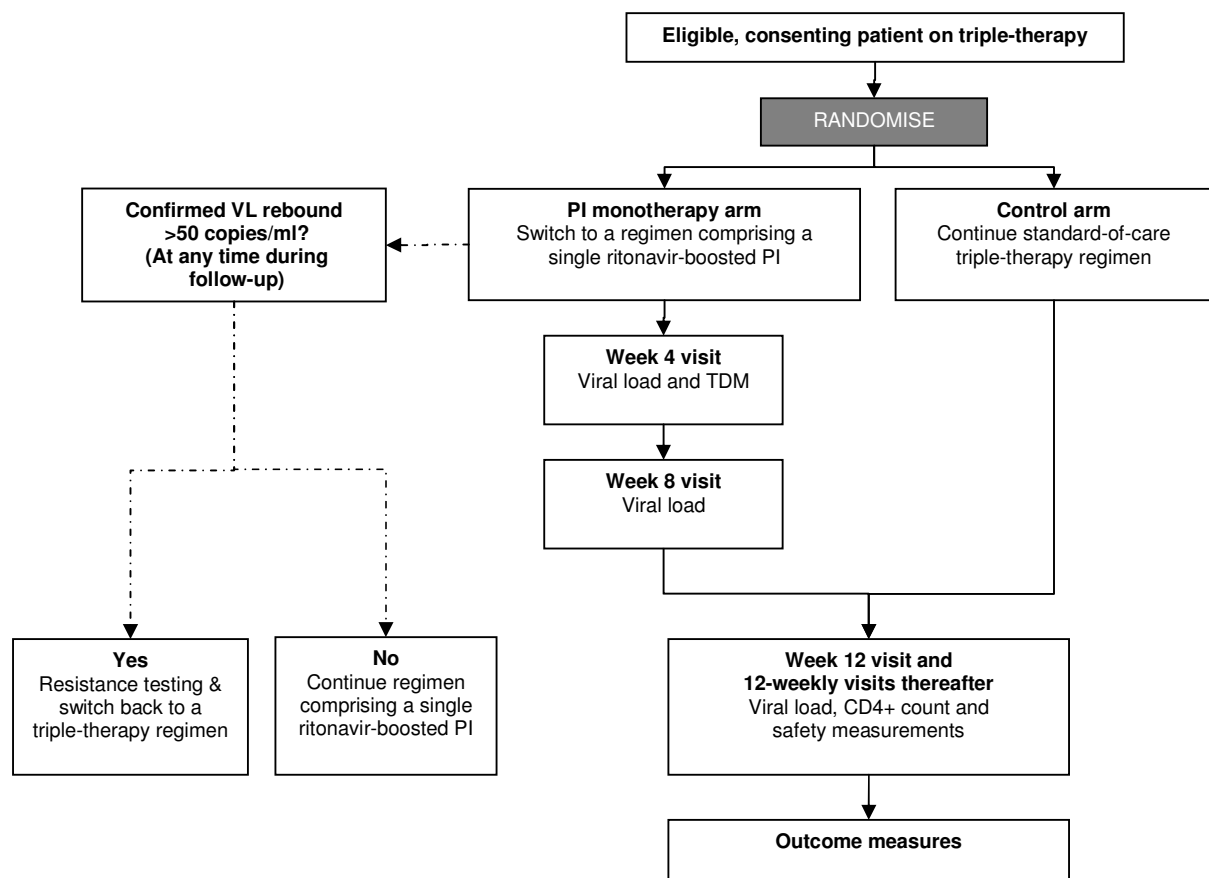 Eligible, consenting patient on triple-therapy
RANDOMISE
Confirmed VL rebound
>50 copies/ml?
(At any time during
follow-up)
PI monotherapy arm
Switch to a regimen comprising a
single ritonavir-boosted PI
Control arm
Continue standard-of-care
triple-therapy regimen
Week 4 visit
Viral load and TDM
Week 8 visit
Viral load
Yes
Resistance testing &
switch back to a
triple-therapy regimen
No
Continue regimen
comprising a single
ritonavir-boosted PI
Week 12 visit and
12-weekly visits thereafter
Viral load, CD4+ count and
safety measurements
Outcome measures